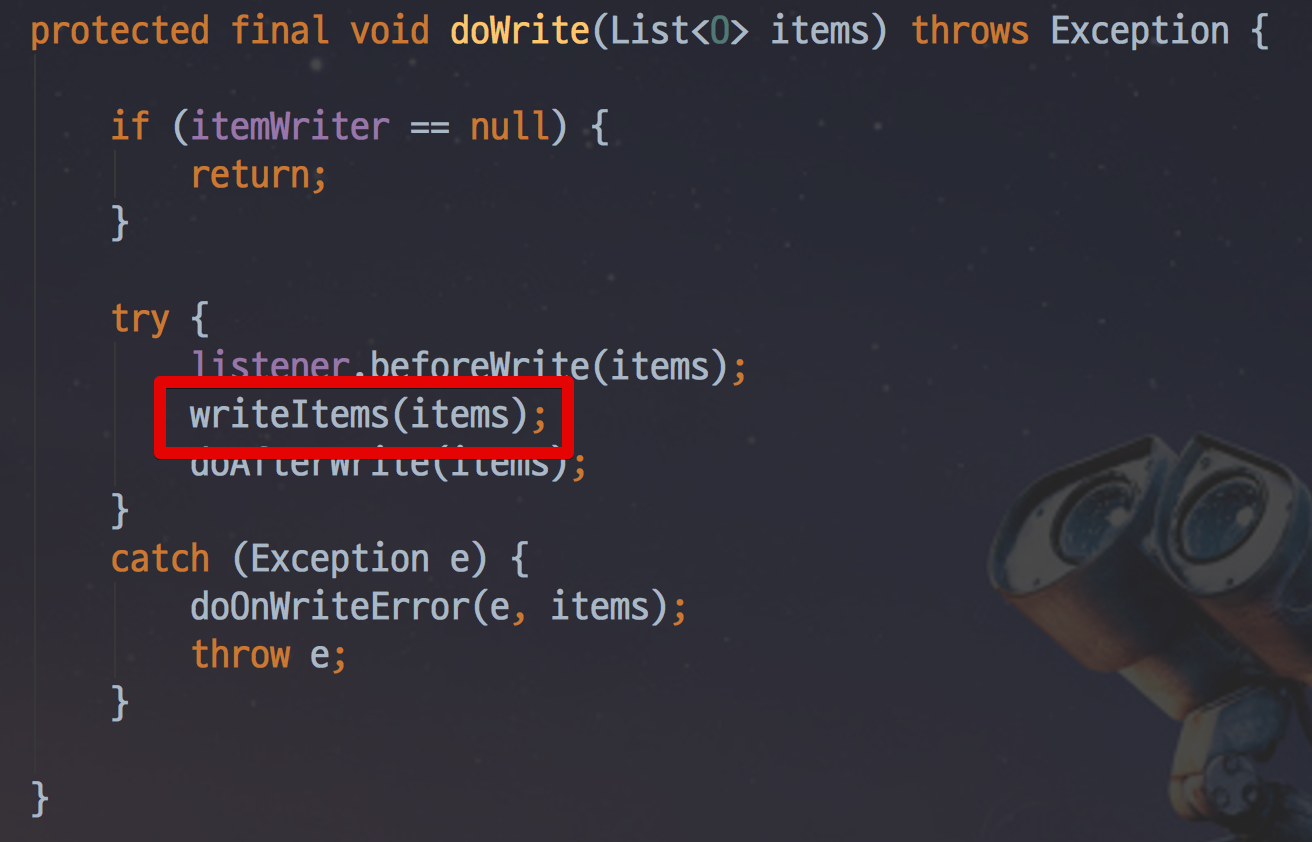 protected final void doWrite(List<O> items) throws Exception {
if (itemWriter == null) {
return;
}
try {
listener.beforeWrite(items);
writeItems(items);
doAfterWrite(items);
}
catch (Exception e) {
doOnWriteError(e, items);
throw e;
}
}